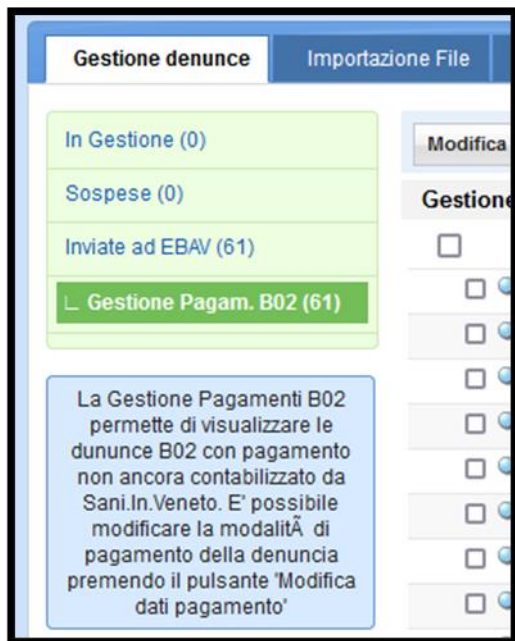 Gestione denunce
Importazione File
In Gestione (0)
Sospese (0)
Inviate ad EBAV (61)
∟ Gestione Pagam. B02 (61)
Modifica
Gestione
La Gestione Pagamenti B02
permette di visualizzare le
dununce B02 con pagamento
non ancora contabilizzato da
Sani.In.Veneto. E' possibile
modificare la modalitÃ di
pagamento della denuncia
premendo il pulsante 'Modifica
dati pagamento'